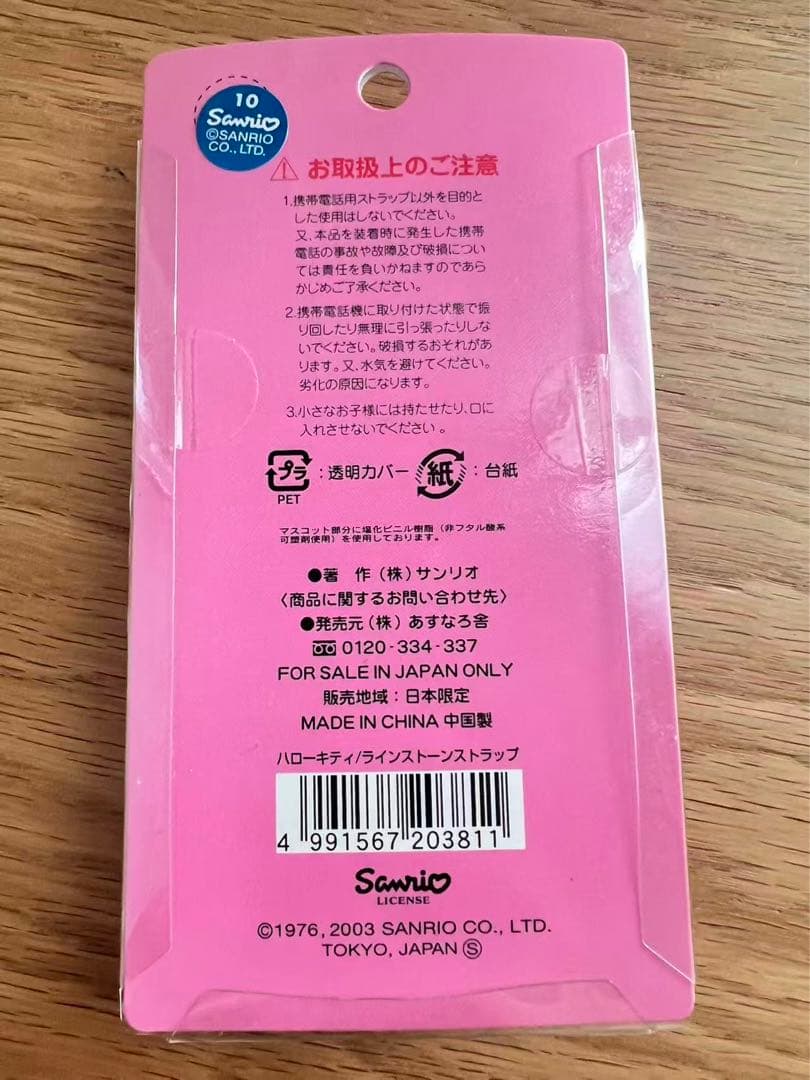 10
Sanrio
©SANRIO
CO., LTD.
⚠ お取扱上のご注意
1.携帯電話用ストラップ以外を目的と
した使用はしないでください。
又、本品を装着時に発生した携帯
電話の事故や故障及び破損につい
ては責任を負いかねますのであら
かじめご了承ください。
2.携帯電話機に取り付けた状態で振
り回したり無理に引っ張ったりしな
いでください。破損するおそれがあ
ります。又、水気を避けてください。
劣化の原因になります。
3.小さなお子様には持たせたり、口に
入れさせないでください。
プラ :透明カバー 紙 :台紙
PET
マスコット部分に塩化ビニル樹脂（非フタル酸系
可塑剤使用）を使用しております。
●著 作（株）サンリオ
〈商品に関するお問い合わせ先〉
●発売元（株）あすなろ舎
0120-334-337
FOR SALE IN JAPAN ONLY
販売地域：日本限定
MADE IN CHINA 中国製
ハローキティ/ラインストーンストラップ
4 991567 203811
Sanrio
LICENSE
©1976, 2003 SANRIO CO., LTD.
TOKYO, JAPAN Ⓢ